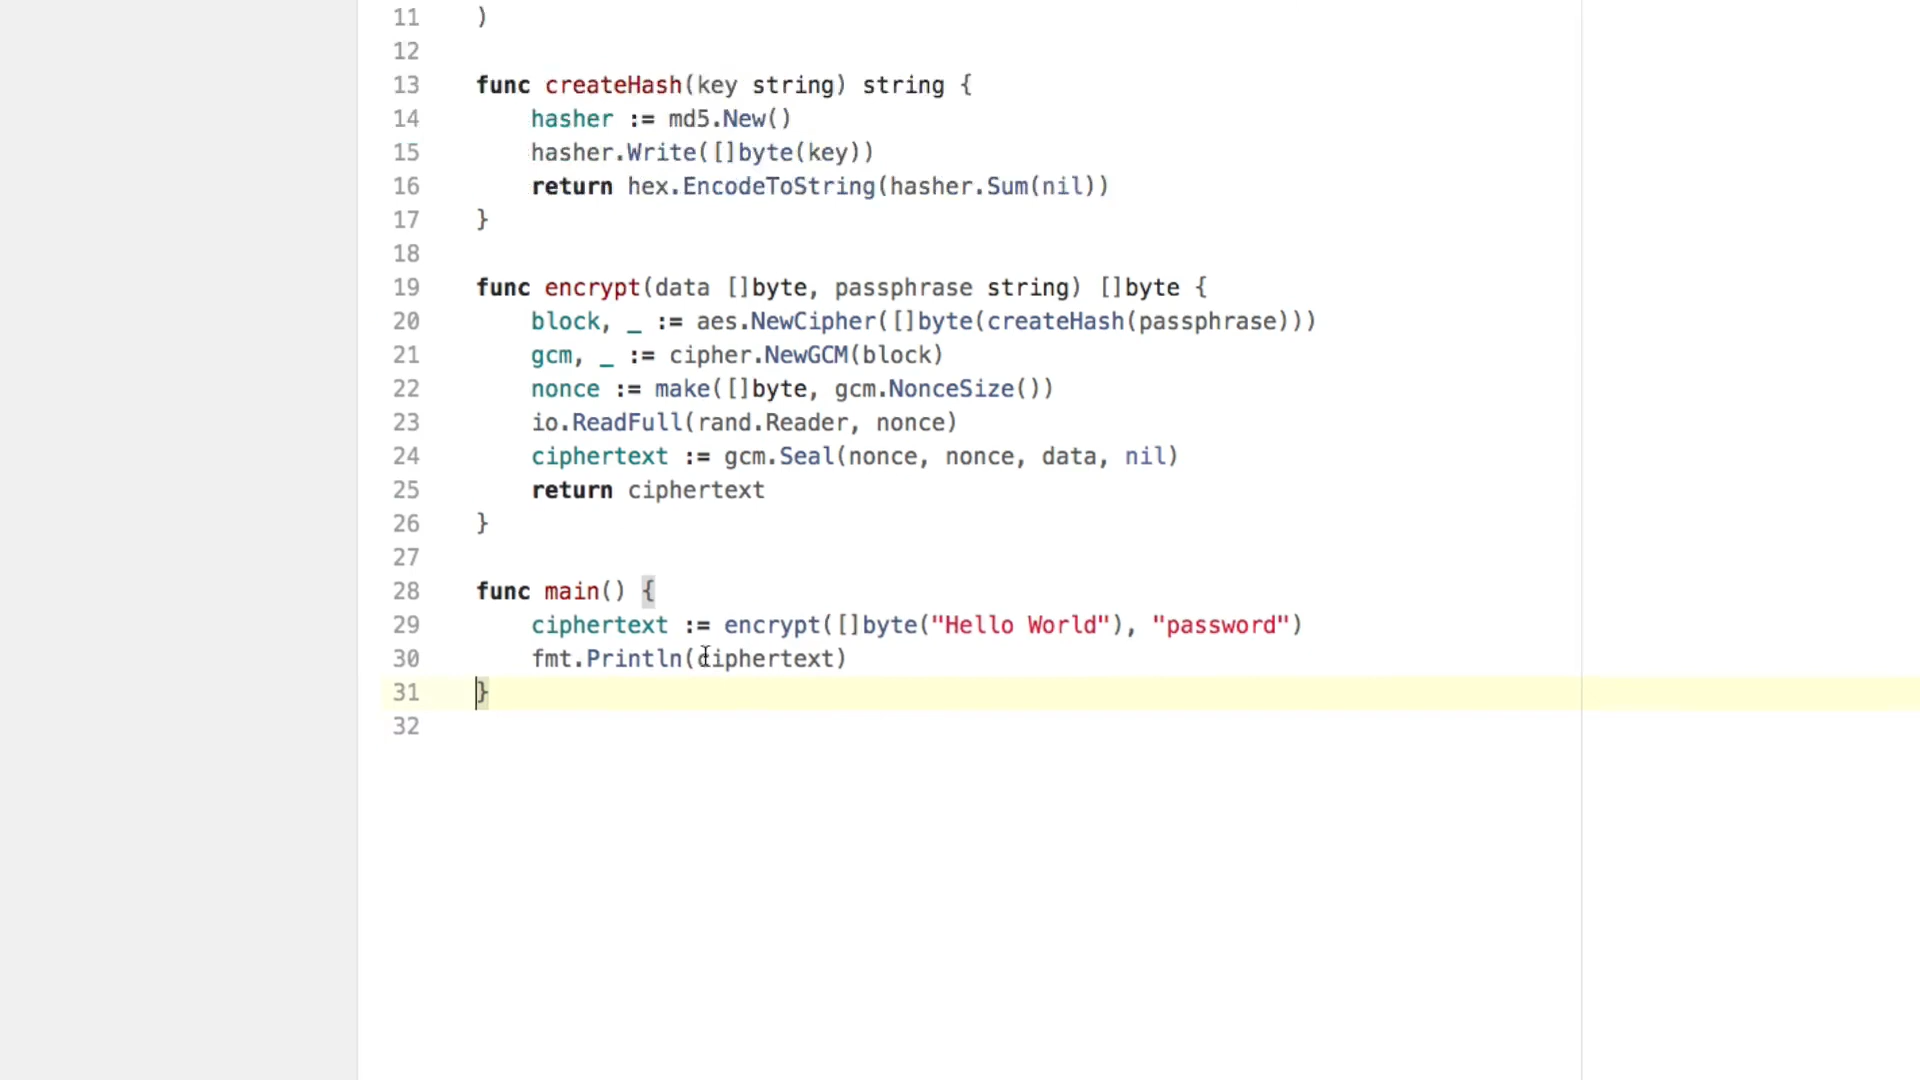 11 )
12
13 func createHash(key string) string {
14 hasher := md5.New()
15 hasher.Write([]byte(key))
16 return hex.EncodeToString(hasher.Sum(nil))
17 }
18
19 func encrypt(data []byte, passphrase string) []byte {
20 block, _ := aes.NewCipher([]byte(createHash(passphrase)))
21 gcm, _ := cipher.NewGCM(block)
22 nonce := make([]byte, gcm.NonceSize())
23 io.ReadFull(rand.Reader, nonce)
24 ciphertext := gcm.Seal(nonce, nonce, data, nil)
25 return ciphertext
26 }
27
28 func main() {
29 ciphertext := encrypt([]byte("Hello World"), "password")
30 fmt.Println(ciphertext)
31 }
32